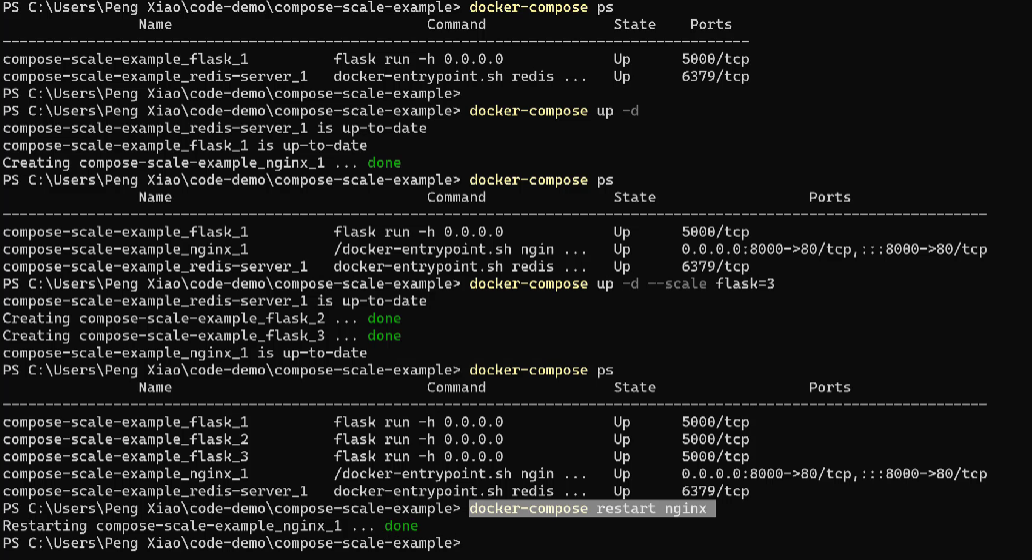 PS C:\Users\Peng Xiao\code-demo\compose-scale-example> docker-compose ps
Name Command State Ports
--------------------------------------------------------------------------------
compose-scale-example_flask_1 flask run -h 0.0.0.0 Up 5000/tcp
compose-scale-example_redis-server_1 docker-entrypoint.sh redis ... Up 6379/tcp
PS C:\Users\Peng Xiao\code-demo\compose-scale-example>
PS C:\Users\Peng Xiao\code-demo\compose-scale-example> docker-compose up -d
compose-scale-example_redis-server_1 is up-to-date
compose-scale-example_flask_1 is up-to-date
Creating compose-scale-example_nginx_1 ... done
PS C:\Users\Peng Xiao\code-demo\compose-scale-example> docker-compose ps
Name Command State Ports
--------------------------------------------------------------------------------
compose-scale-example_flask_1 flask run -h 0.0.0.0 Up 5000/tcp
compose-scale-example_nginx_1 /docker-entrypoint.sh ngin ... Up 0.0.0.0:8000->80/tcp,:::8000->80/tcp
compose-scale-example_redis-server_1 docker-entrypoint.sh redis ... Up 6379/tcp
PS C:\Users\Peng Xiao\code-demo\compose-scale-example> docker-compose up -d --scale flask=3
compose-scale-example_redis-server_1 is up-to-date
Creating compose-scale-example_flask_2 ... done
Creating compose-scale-example_flask_3 ... done
compose-scale-example_nginx_1 is up-to-date
PS C:\Users\Peng Xiao\code-demo\compose-scale-example> docker-compose ps
Name Command State Ports
--------------------------------------------------------------------------------
compose-scale-example_flask_1 flask run -h 0.0.0.0 Up 5000/tcp
compose-scale-example_flask_2 flask run -h 0.0.0.0 Up 5000/tcp
compose-scale-example_flask_3 flask run -h 0.0.0.0 Up 5000/tcp
compose-scale-example_nginx_1 /docker-entrypoint.sh ngin ... Up 0.0.0.0:8000->80/tcp,:::8000->80/tcp
compose-scale-example_redis-server_1 docker-entrypoint.sh redis ... Up 6379/tcp
PS C:\Users\Peng Xiao\code-demo\compose-scale-example> docker-compose restart nginx
Restarting compose-scale-example_nginx_1 ... done
PS C:\Users\Peng Xiao\code-demo\compose-scale-example>